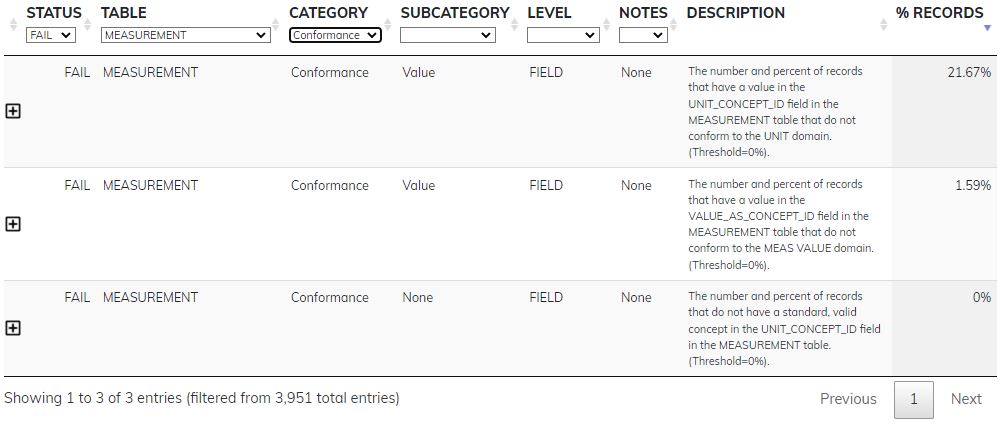 STATUS TABLE CATEGORY SUBCATEGORY LEVEL NOTES DESCRIPTION % RECORDS
FAIL MEASUREMENT Conformance
FAIL MEASUREMENT Conformance Value FIELD None The number and percent of records 21.67%
that have a value in the
UNIT_CONCEPT_ID field in the
MEASUREMENT table that do not
conform to the UNIT domain.
(Threshold=0%).
FAIL MEASUREMENT Conformance Value FIELD None The number and percent of records 1.59%
that have a value in the
VALUE_AS_CONCEPT_ID field in the
MEASUREMENT table that do not
conform to the MEAS VALUE domain.
(Threshold=0%).
FAIL MEASUREMENT Conformance None FIELD None The number and percent of records 0%
that do not have a standard, valid
concept in the UNIT_CONCEPT_ID field
in the MEASUREMENT table.
(Threshold=0%).
Showing 1 to 3 of 3 entries (filtered from 3,951 total entries) Previous 1 Next